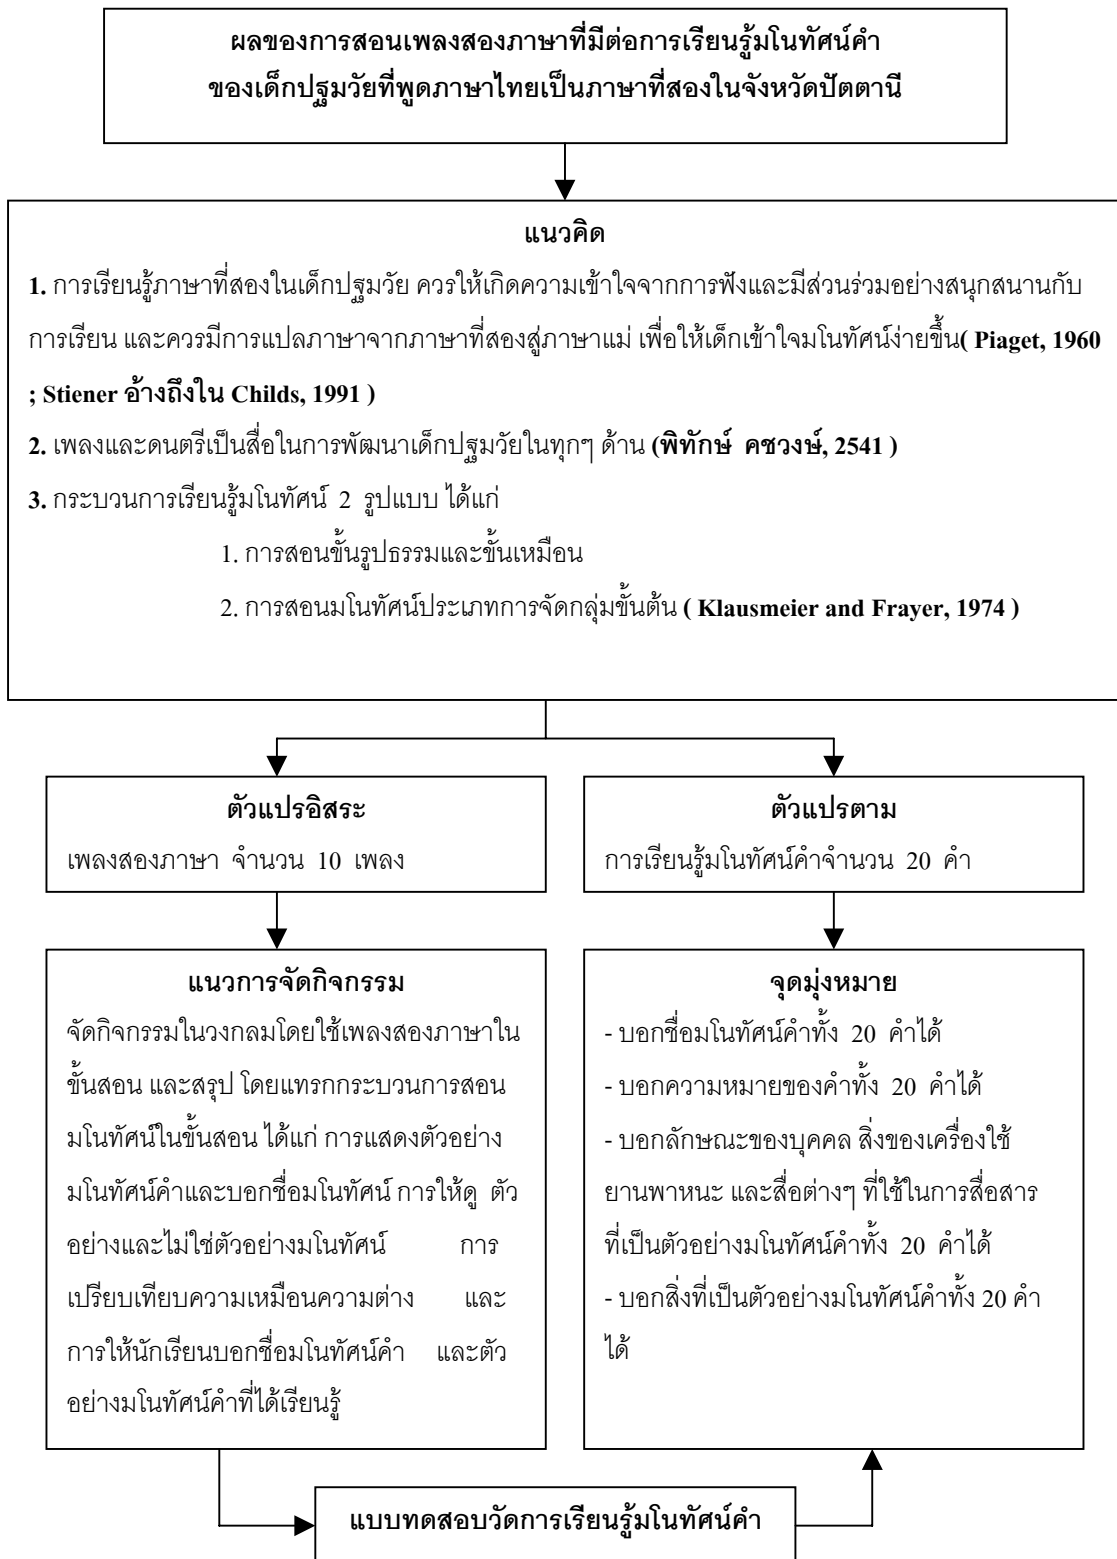 ผลของการสอนเพลงสองภาษาที่มีต่อการเรียนรู้มโนทัศน์คำ
ของเด็กปฐมวัยที่พูดภาษาไทยเป็นภาษาที่สองในจังหวัดปัตตานี
แนวคิด
1. การเรียนรู้ภาษาที่สองในเด็กปฐมวัย ควรให้เกิดความเข้าใจจากการฟังและมีส่วนร่วมอย่างสนุกสนานกับ
การเรียน และควรมีการแปลภาษาจากภาษาที่สองสู่ภาษาแม่ เพื่อให้เด็กเข้าใจมโนทัศน์ง่ายขึ้น( Piaget, 1960
; Stiener อ้างถึงใน Childs, 1991 )
2. เพลงและดนตรีเป็นสื่อในการพัฒนาเด็กปฐมวัยในทุกๆ ด้าน (พิทักษ์ คชวงษ์, 2541 )
3. กระบวนการเรียนรู้มโนทัศน์ 2 รูปแบบ ได้แก่
1. การสอนขั้นรูปธรรมและขั้นเหมือน
2. การสอนมโนทัศน์ประเภทการจัดกลุ่มขั้นต้น ( Klausmeier and Frayer, 1974 )
ตัวแปรอิสระ
เพลงสองภาษา จำนวน 10 เพลง
ตัวแปรตาม
การเรียนรู้มโนทัศน์คำจำนวน 20 คำ
แนวการจัดกิจกรรม
จัดกิจกรรมในวงกลมโดยใช้เพลงสองภาษาใน
ขั้นสอน และสรุป โดยแทรกกระบวนการสอน
มโนทัศน์ในขั้นสอน ได้แก่ การแสดงตัวอย่าง
มโนทัศน์คำและบอกชื่อมโนทัศน์ การให้ดู ตัว
อย่างและไม่ใช่ตัวอย่างมโนทัศน์ การ
เปรียบเทียบความเหมือนความต่าง และ
การให้นักเรียนบอกชื่อมโนทัศน์คำ และตัว
อย่างมโนทัศน์คำที่ได้เรียนรู้
จุดมุ่งหมาย
- บอกชื่อมโนทัศน์คำทั้ง 20 คำได้
- บอกความหมายของคำทั้ง 20 คำได้
- บอกลักษณะของบุคคล สิ่งของเครื่องใช้
ยานพาหนะ และสื่อต่างๆ ที่ใช้ในการสื่อสาร
ที่เป็นตัวอย่างมโนทัศน์คำทั้ง 20 คำได้
- บอกสิ่งที่เป็นตัวอย่างมโนทัศน์คำทั้ง 20 คำ
ได้
แบบทดสอบวัดการเรียนรู้มโนทัศน์คำ